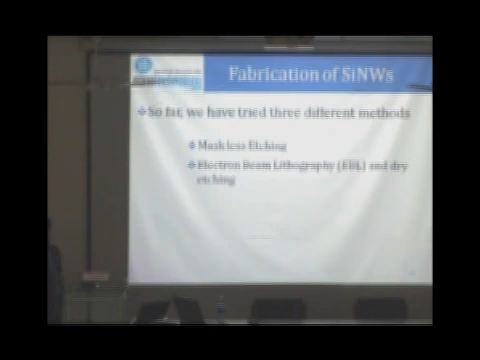 Fabrication of SiNWs
So far, we have tried three different methods
Mask less Etching
Electron Beam Lithography (EBL) and dry
etching